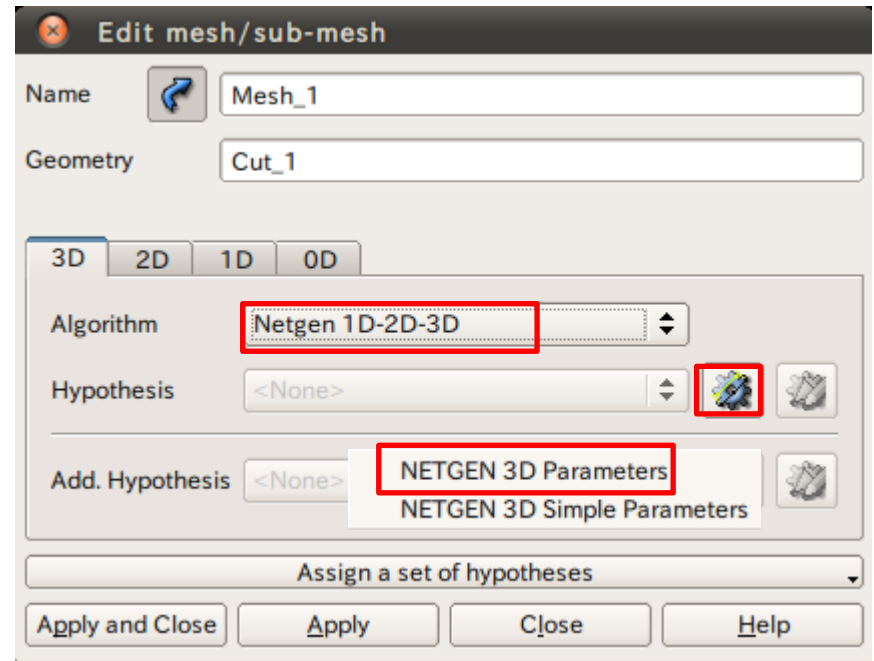 Edit mesh/sub-mesh
Name Mesh_1
Geometry Cut_1
3D 2D 1D 0D
Algorithm Netgen 1D-2D-3D
Hypothesis <None>
Add. Hypothesis <None>
NETGEN 3D Parameters
NETGEN 3D Simple Parameters
Assign a set of hypotheses
Apply and Close Apply Close Help